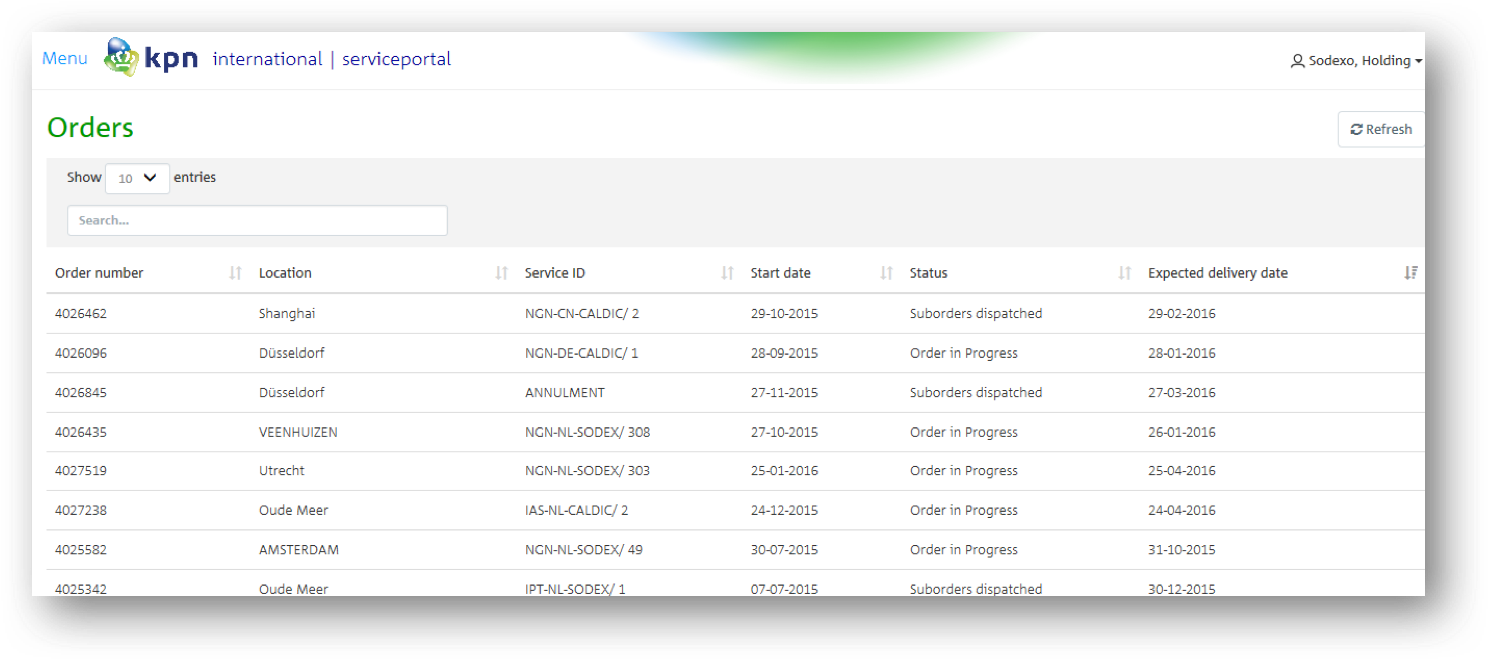 Menu kpn international | serviceportal Sodexo, Holding
Orders Refresh
Show 10 entries
Search...
Order number Location Service ID Start date Status Expected delivery date
4026462 Shanghai NGN-CN-CALDIC/ 2 29-10-2015 Suborders dispatched 29-02-2016
4026096 Düsseldorf NGN-DE-CALDIC/ 1 28-09-2015 Order in Progress 28-01-2016
4026845 Düsseldorf ANNULMENT 27-11-2015 Suborders dispatched 27-03-2016
4026435 VEENHUIZEN NGN-NL-SODEX/ 308 27-10-2015 Order in Progress 26-01-2016
4027519 Utrecht NGN-NL-SODEX/ 303 25-01-2016 Order in Progress 25-04-2016
4027238 Oude Meer IAS-NL-CALDIC/ 2 24-12-2015 Order in Progress 24-04-2016
4025582 AMSTERDAM NGN-NL-SODEX/ 49 30-07-2015 Order in Progress 31-10-2015
4025342 Oude Meer IPT-NL-SODEX/ 1 07-07-2015 Suborders dispatched 30-12-2015